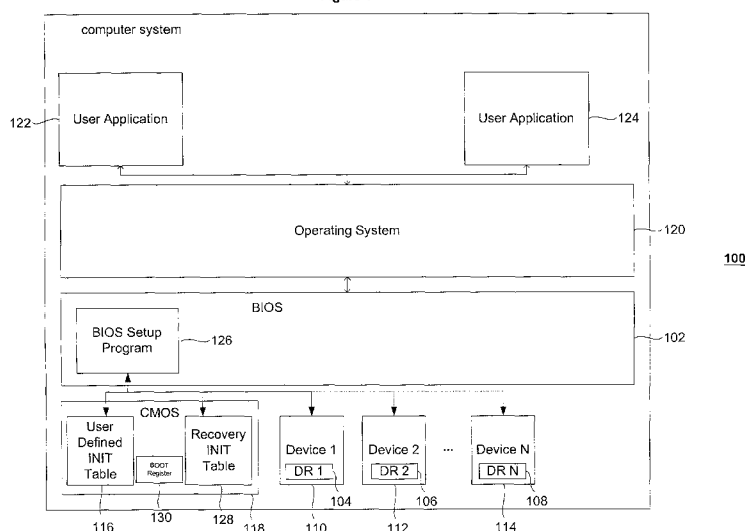 computer system
User Application
122
User Application
124
Operating System
120
100
BIOS
BIOS Setup
Program
126
102
CMOS
User
Defined
INIT
Table
BOOT
Register
Recovery
INIT
Table
Device 1
DR 1
Device 2
DR 2
...
Device N
DR N
104
106
108
116
130
128
118
110
112
114